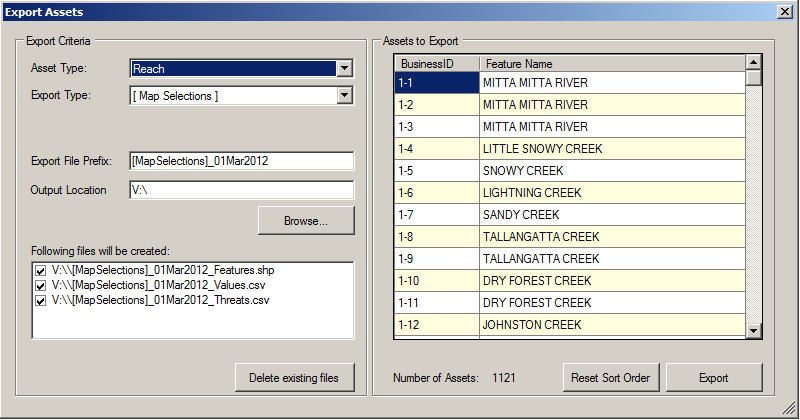 Export Assets
Export Criteria
Asset Type: Reach
Export Type: [ Map Selections ]
Export File Prefix: [MapSelections]_01Mar2012
Output Location V:\
Browse...
Following files will be created:
V:\\[MapSelections]_01Mar2012_Features.shp
V:\\[MapSelections]_01Mar2012_Values.csv
V:\\[MapSelections]_01Mar2012_Threats.csv
Delete existing files
Assets to Export
BusinessID Feature Name
1-1 MITTA MITTA RIVER
1-2 MITTA MITTA RIVER
1-3 MITTA MITTA RIVER
1-4 LITTLE SNOWY CREEK
1-5 SNOWY CREEK
1-6 LIGHTNING CREEK
1-7 SANDY CREEK
1-8 TALLANGATTA CREEK
1-9 TALLANGATTA CREEK
1-10 DRY FOREST CREEK
1-11 DRY FOREST CREEK
1-12 JOHNSTON CREEK
Number of Assets: 1121
Reset Sort Order
Export